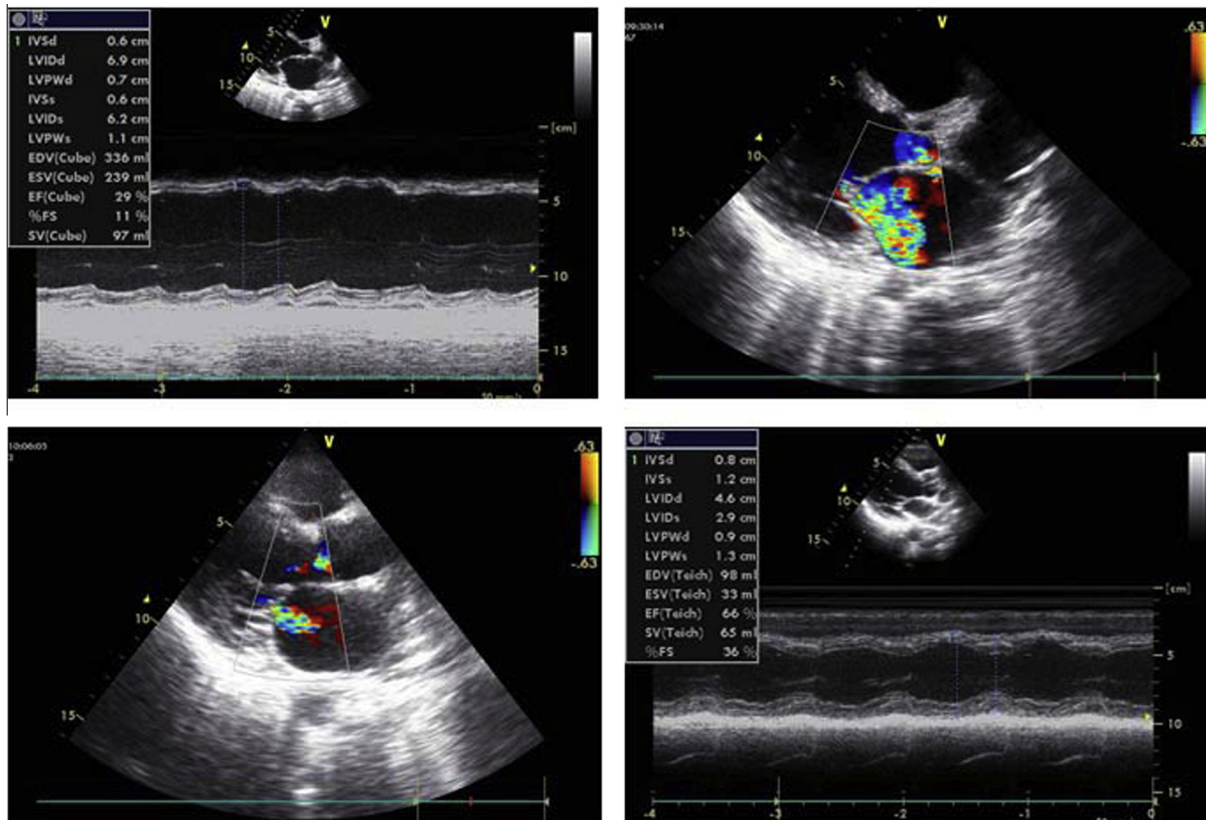 V
1 IVSd 0.6 cm
LVIDd 6.9 cm
LVPWd 0.7 cm
IVSs 0.6 cm
LVIDs 6.2 cm
LVPWs 1.1 cm
EDV(Cube) 336 ml
ESV(Cube) 239 ml
EF(Cube) 29 %
%FS 11 %
SV(Cube) 97 ml
5
10
15
[cm]
5
10
15
-4 -3 -2 -1 0
V
09:30:14
67
.63
-.63
5
10
15
V
10:06:05
3
.63
-.63
5
10
15
V
1 IVSd 0.8 cm
IVSs 1.2 cm
LVIDd 4.6 cm
LVIDs 2.9 cm
LVPWd 0.9 cm
LVPWs 1.3 cm
EDV(Teich) 98 ml
ESV(Teich) 33 ml
EF(Teich) 66 %
SV(Teich) 65 ml
%FS 36 %
5
10
15
[cm]
5
10
15
-4 -3 -2 -1 0